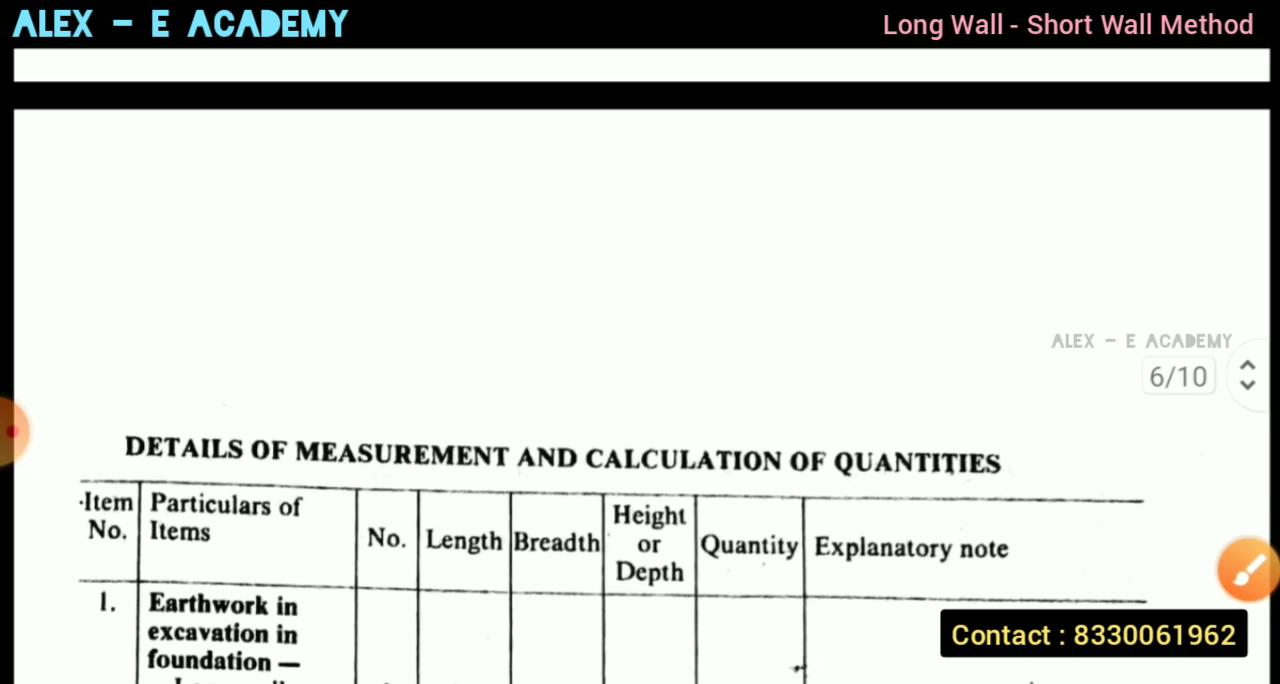 ALEX - E ACADEMY
Long Wall - Short Wall Method
ALEX - E ACADEMY
6/10
DETAILS OF MEASUREMENT AND CALCULATION OF QUANTITIES
Item No.
Particulars of Items
No.
Length
Breadth
Height or Depth
Quantity
Explanatory note
1.
Earthwork in
excavation in
foundation —
Contact : 8330061962